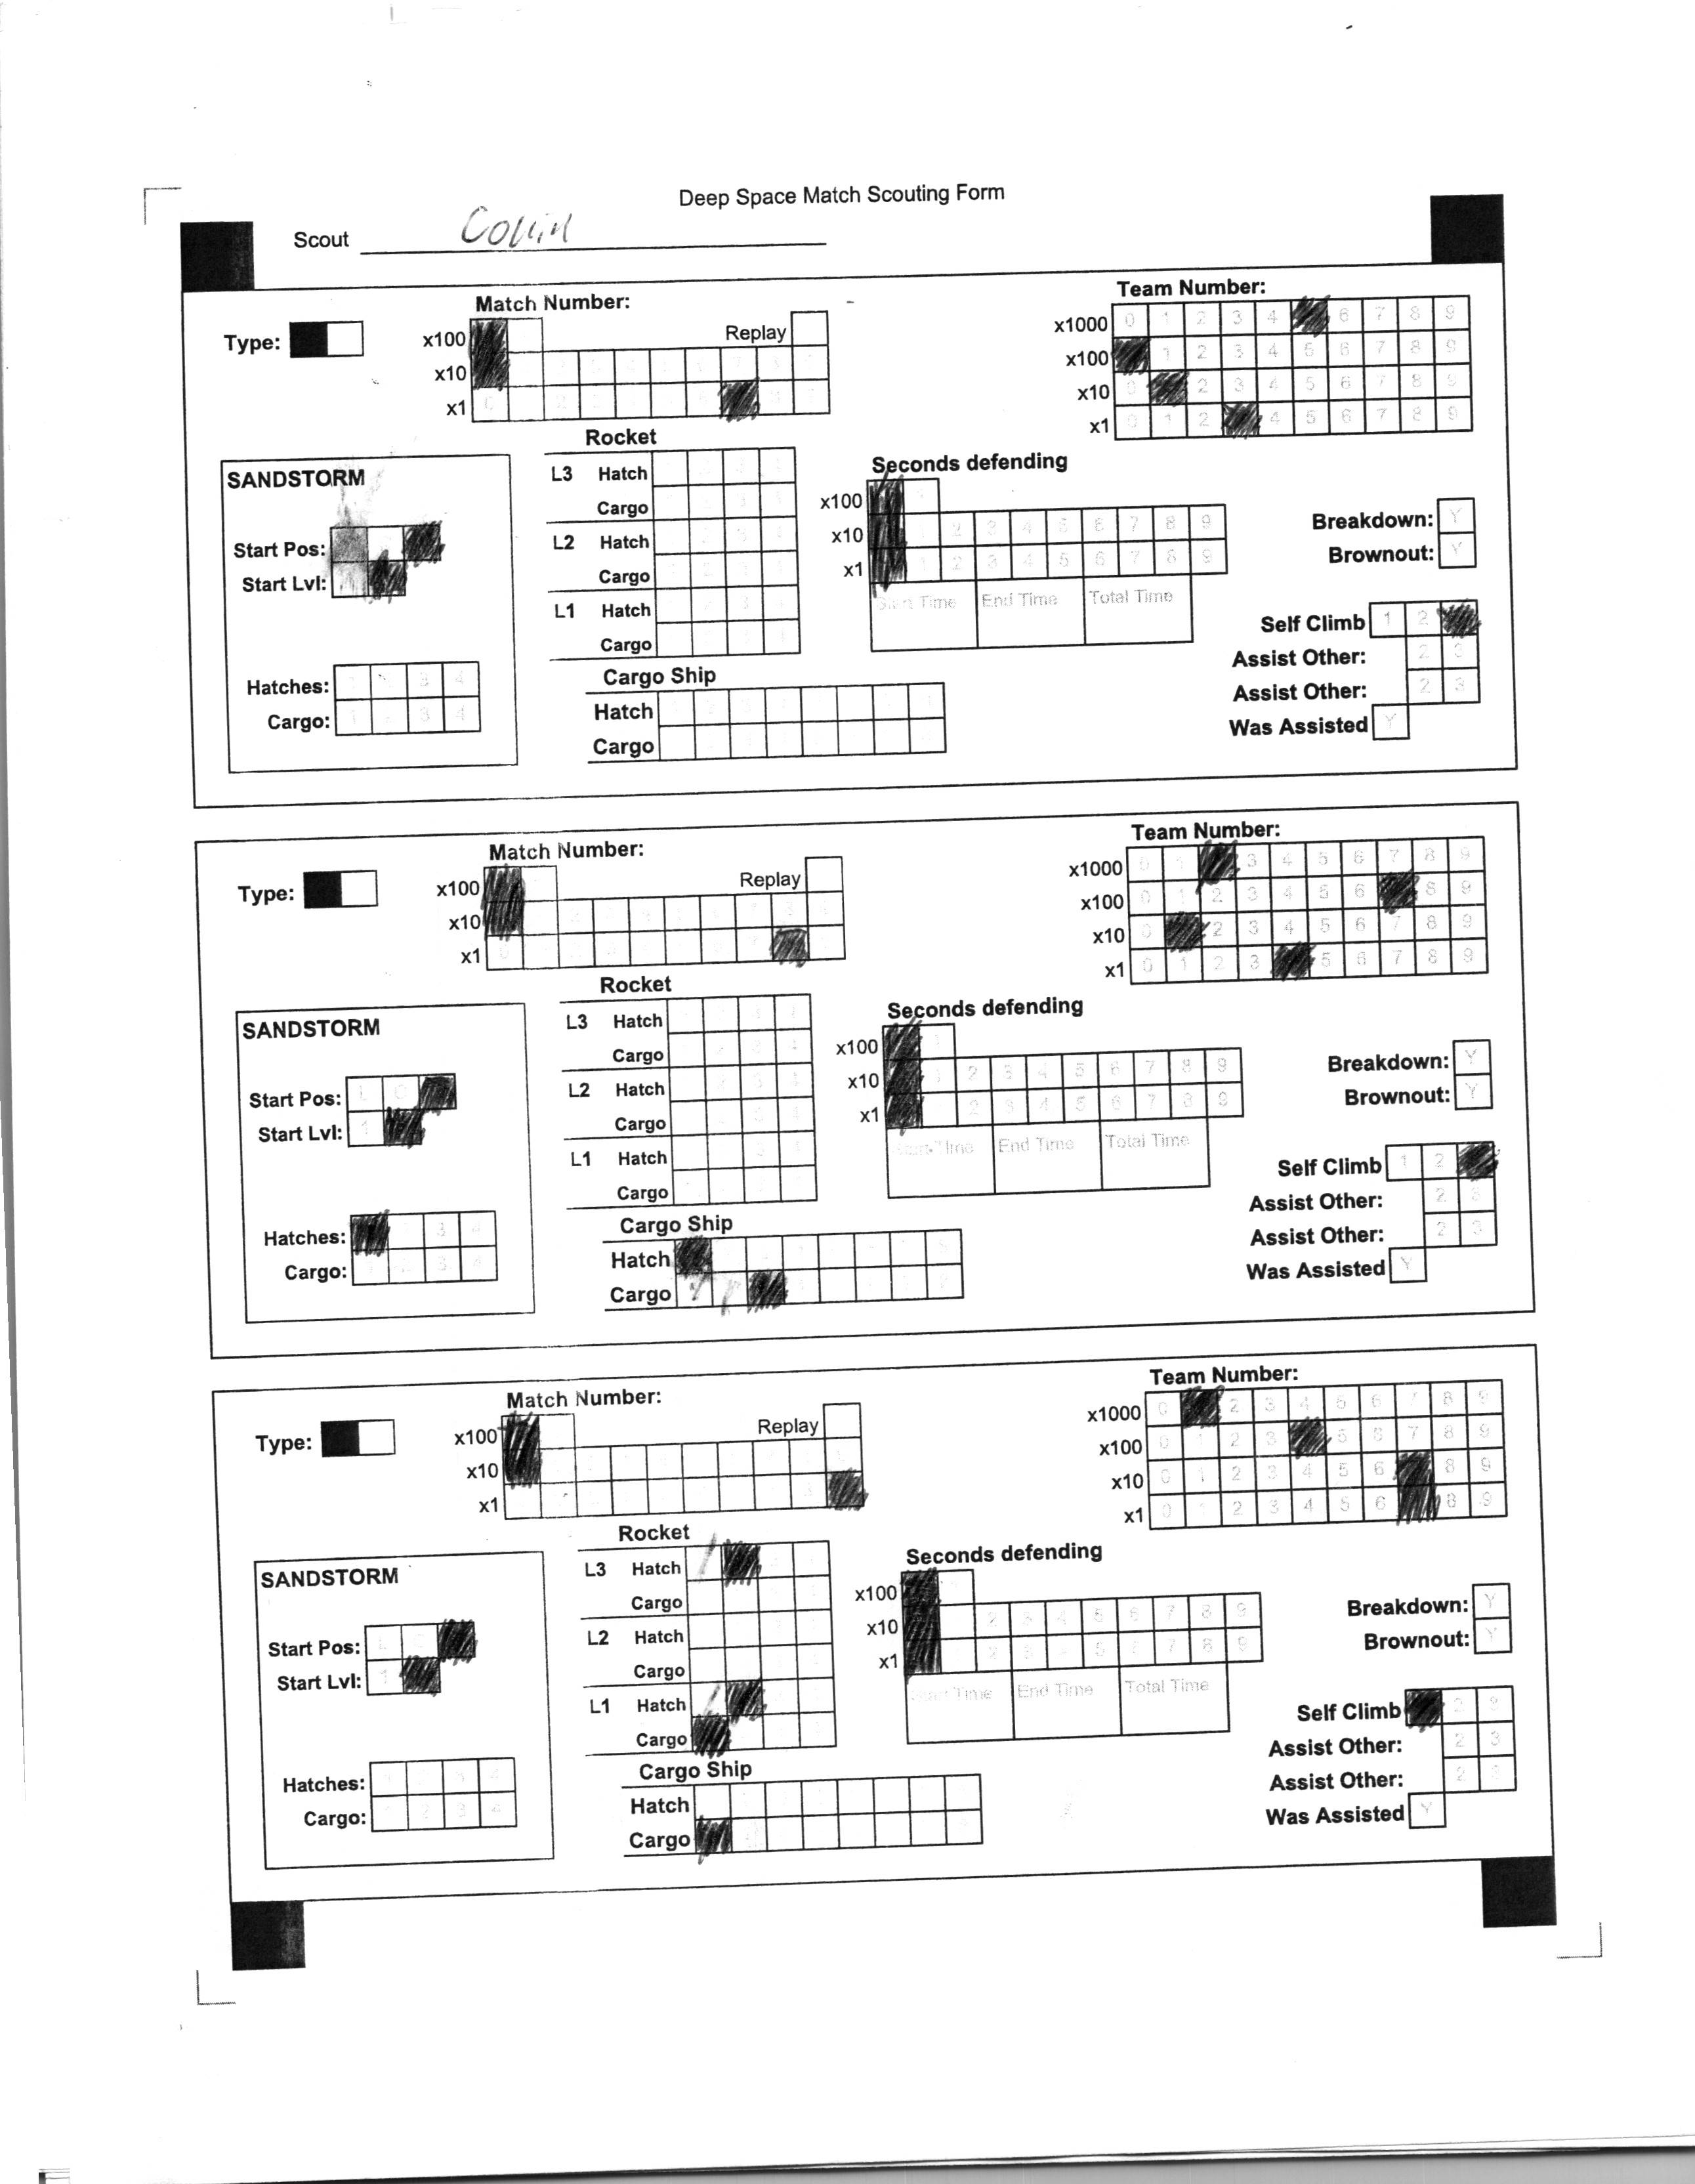 Deep Space Match Scouting Form
Scout Collin
Match Number:
Team Number:
Type:
x100
Replay
x10
x1
x1000 0 1 2 3 4 6 7 8 9
x100 1 2 3 4 5 6 7 8 9
x10 0 2 3 4 5 6 7 8 9
x1 0 1 2 4 5 6 7 8 9
SANDSTORM
Start Pos:
Start Lvl:
Hatches: 1 2 3 4
Cargo: 1 2 3 4
Rocket
L3 Hatch
Cargo
L2 Hatch
Cargo
L1 Hatch
Cargo
Cargo Ship
Hatch
Cargo
Seconds defending
x100
x10 1 2 3 4 5 6 7 8 9
x1 1 2 3 4 5 6 7 8 9
Start Time End Time Total Time
Breakdown: Y
Brownout: Y
Self Climb 1 2
Assist Other: 2 3
Assist Other: 2 3
Was Assisted Y
Match Number:
Team Number:
Type:
x100
Replay
x10
x1
x1000 0 1 3 4 5 6 7 8 9
x100 0 1 2 3 4 5 6 8 9
x10 0 2 3 4 5 6 7 8 9
x1 0 1 2 3 5 6 7 8 9
SANDSTORM
Start Pos: L C
Start Lvl: 1
Hatches: 3 4
Cargo: 1 2 3 4
Rocket
L3 Hatch
Cargo
L2 Hatch
Cargo
L1 Hatch
Cargo
Cargo Ship
Hatch
Cargo
Seconds defending
x100 1
x10 1 2 3 4 5 6 7 8 9
x1 2 3 4 5 6 7 8 9
Start Time End Time Total Time
Breakdown: Y
Brownout: Y
Self Climb 1 2
Assist Other: 2 3
Assist Other: 2 3
Was Assisted Y
Match Number:
Team Number:
Type:
x100
Replay
x10
x1
x1000 0 2 3 4 5 6 7 8 9
x100 0 1 2 3 5 6 7 8 9
x10 0 1 2 3 4 5 6 8 9
x1 0 1 2 3 4 5 6 8 9
SANDSTORM
Start Pos: L C
Start Lvl: 1
Hatches: 1 2 3 4
Cargo: 1 2 3 4
Rocket
L3 Hatch
Cargo
L2 Hatch
Cargo
L1 Hatch
Cargo
Cargo Ship
Hatch
Cargo
Seconds defending
x100
x10 2 3 4 5 6 7 8 9
x1 2 3 4 5 6 7 8 9
Start Time End Time Total Time
Breakdown: Y
Brownout: Y
Self Climb 2 3
Assist Other: 2 3
Assist Other: 2 3
Was Assisted Y